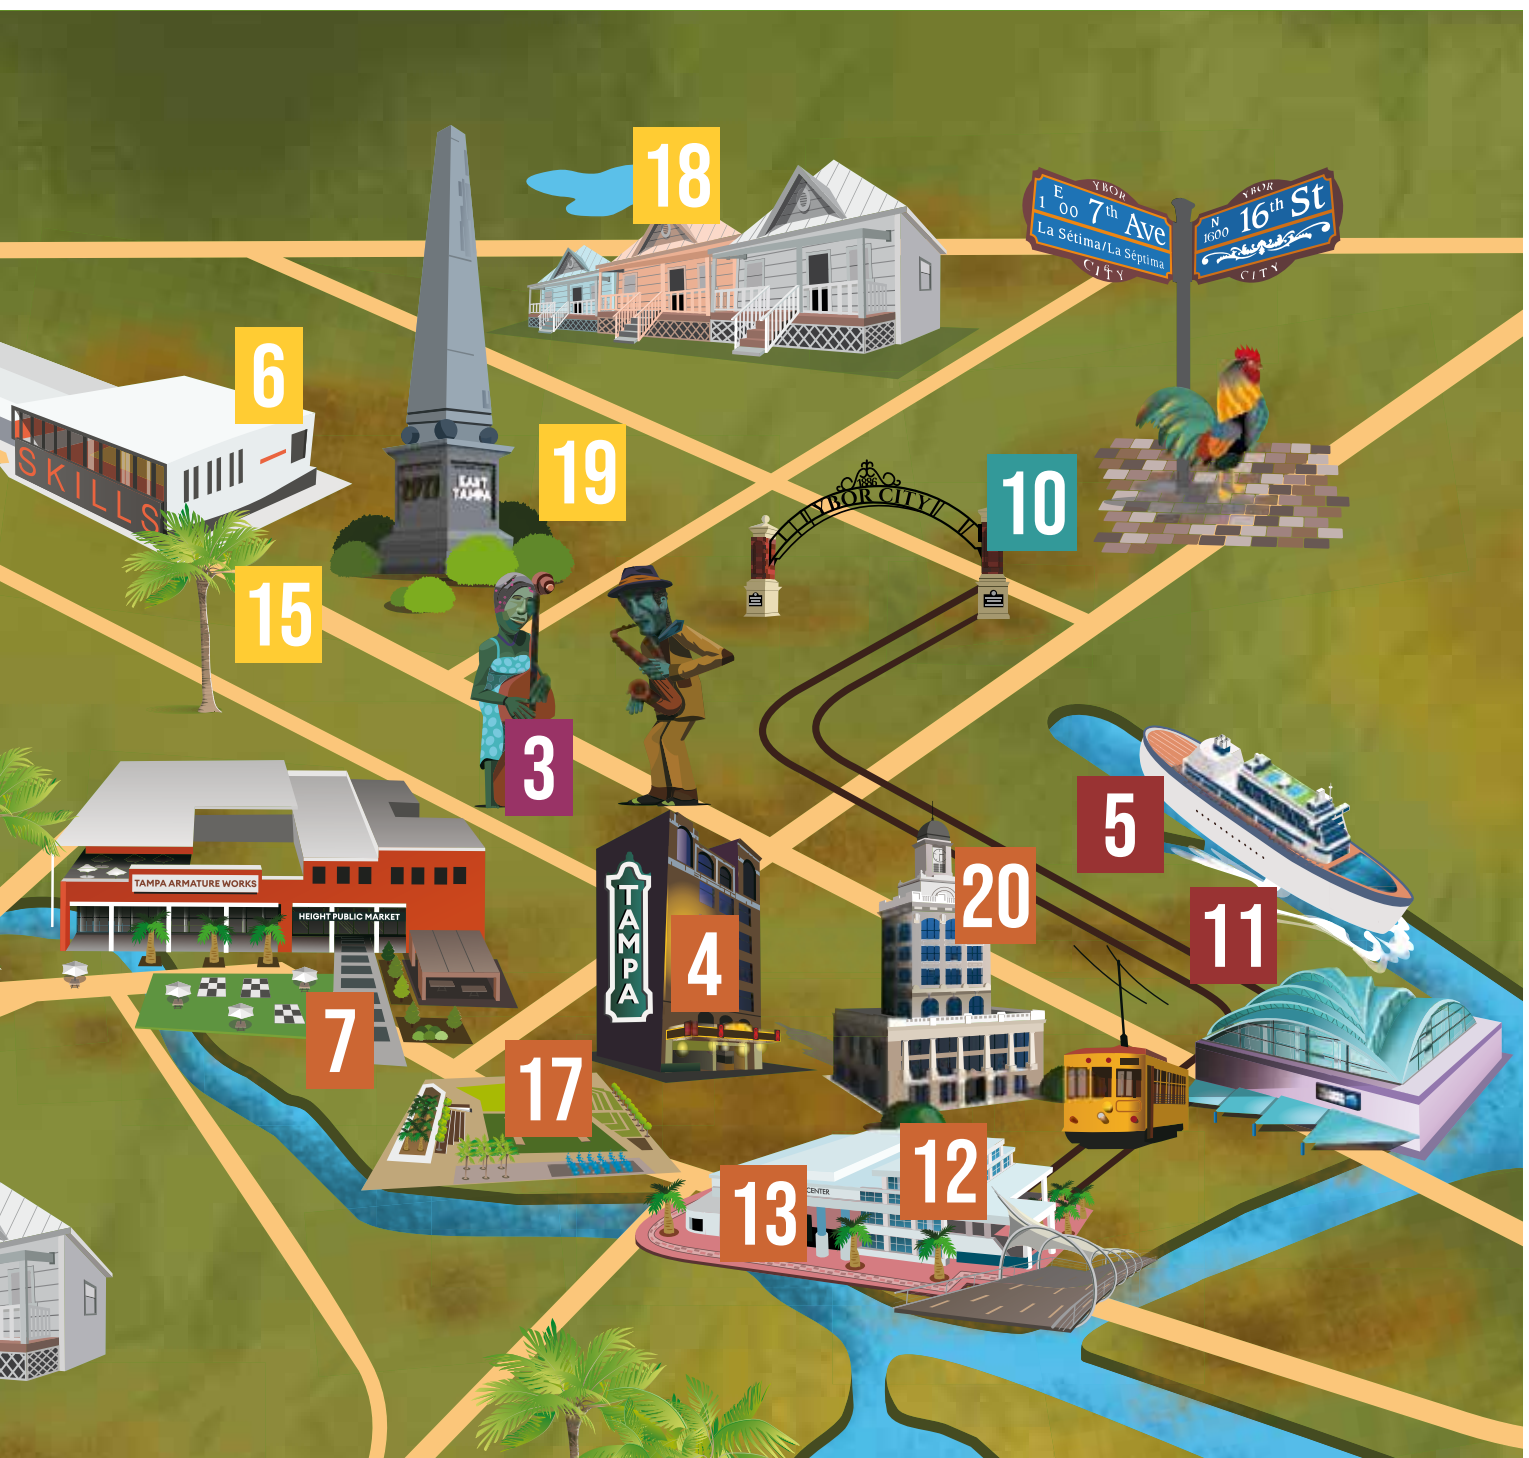 18
YBOR
E
1 00 7th Ave
La Sétima/La Séptima
CITY
YBOR
N
1600 16th St
CITY
6
SKILLS
19
EAST
TAMPA
YBOR CITY
10
15
3
5
TAMPA ARMATURE WORKS
HEIGHT PUBLIC MARKET
TAMPA
4
20
11
7
17
12
13
CENTER